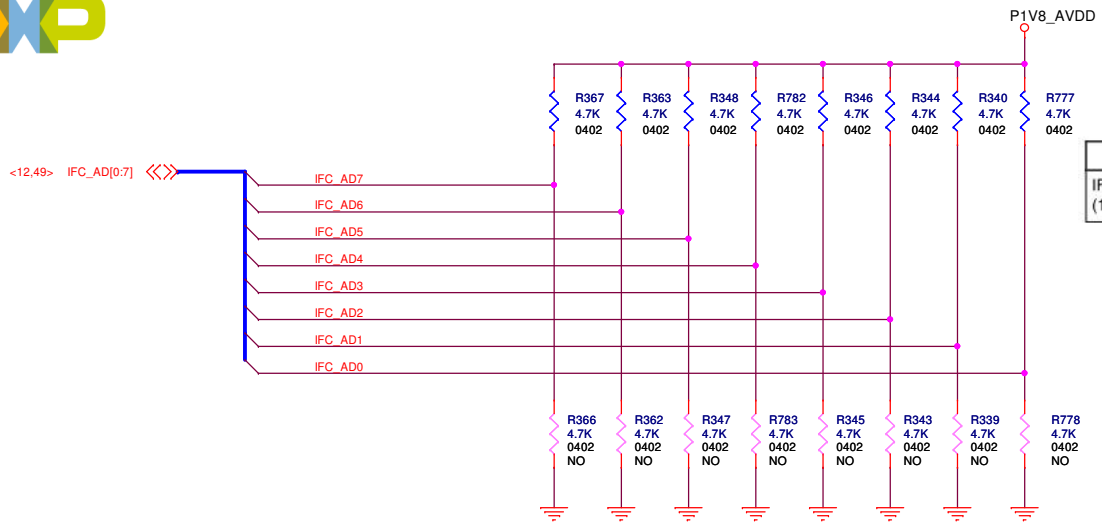 P1V8_AVDD
R367
4.7K
0402
R363
4.7K
0402
R348
4.7K
0402
R782
4.7K
0402
R346
4.7K
0402
R344
4.7K
0402
R340
4.7K
0402
R777
4.7K
0402
<12,49> IFC_AD[0:7]
IFC_AD7
IFC_AD6
IFC_AD5
IFC_AD4
IFC_AD3
IFC_AD2
IFC_AD1
IFC_AD0
R366
4.7K
0402
NO
R362
4.7K
0402
NO
R347
4.7K
0402
NO
R783
4.7K
0402
NO
R345
4.7K
0402
NO
R343
4.7K
0402
NO
R339
4.7K
0402
NO
R778
4.7K
0402
NO